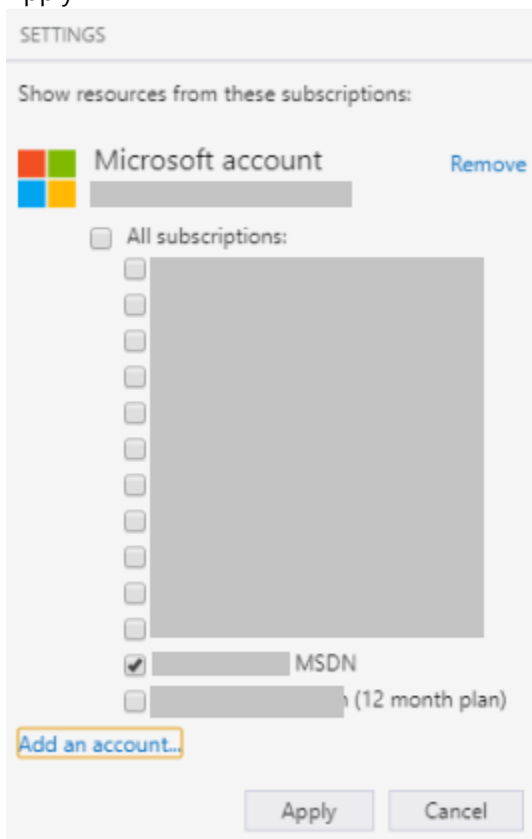 SETTINGS
Show resources from these subscriptions:
Microsoft account
Remove
All subscriptions:
MSDN
(12 month plan)
Add an account...
Apply
Cancel